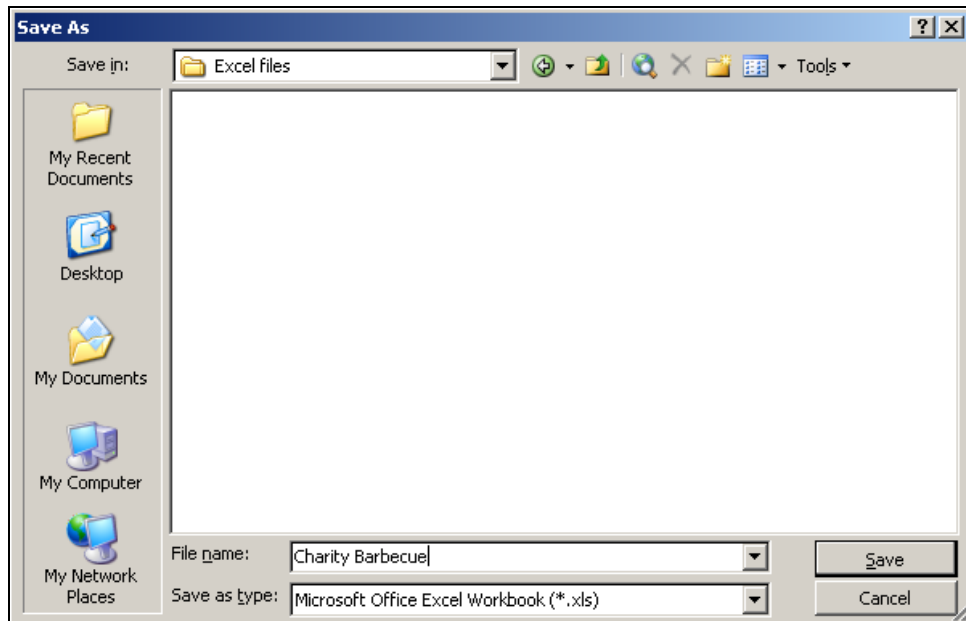 Save As
Save in:
Excel files
Tools
My Recent
Documents
Desktop
My Documents
My Computer
My Network
Places
File name:
Charity Barbecue
Save
Save as type:
Microsoft Office Excel Workbook (*.xls)
Cancel